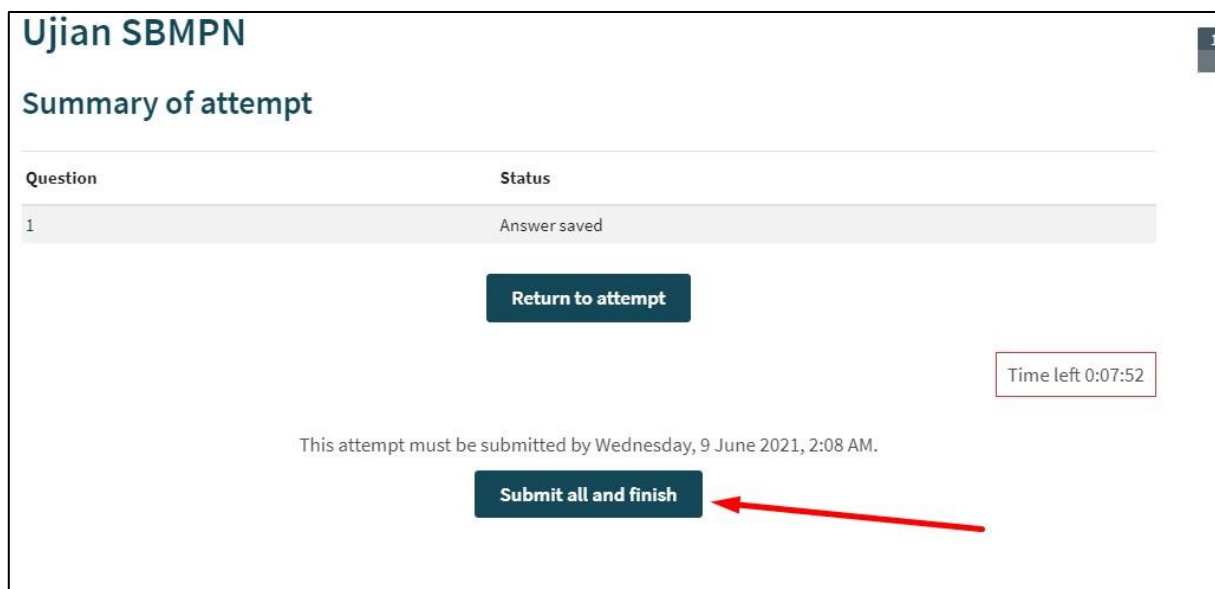 Ujian SBMPN
1
Summary of attempt
Question Status
1 Answer saved
Return to attempt
Time left 0:07:52
This attempt must be submitted by Wednesday, 9 June 2021, 2:08 AM.
Submit all and finish